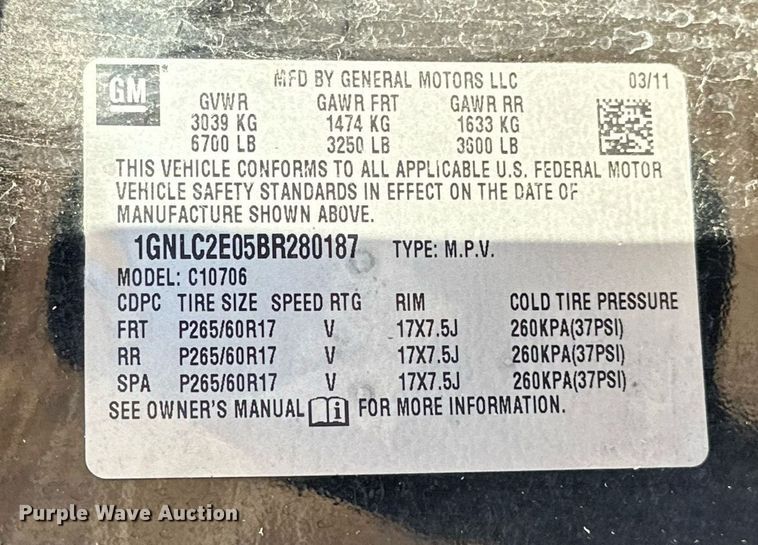 GM
MFD BY GENERAL MOTORS LLC 03/11
GVWR GAWR FRT GAWR RR
3039 KG 1474 KG 1633 KG
6700 LB 3250 LB 3600 LB
THIS VEHICLE CONFORMS TO ALL APPLICABLE U.S. FEDERAL MOTOR
VEHICLE SAFETY STANDARDS IN EFFECT ON THE DATE OF
MANUFACTURE SHOWN ABOVE.
1GNLC2E05BR280187 TYPE: M.P.V.
MODEL: C10706
CDPC TIRE SIZE SPEED RTG RIM COLD TIRE PRESSURE
FRT P265/60R17 V 17X7.5J 260KPA(37PSI)
RR P265/60R17 V 17X7.5J 260KPA(37PSI)
SPA P265/60R17 V 17X7.5J 260KPA(37PSI)
SEE OWNER'S MANUAL i FOR MORE INFORMATION.
Purple Wave Auction